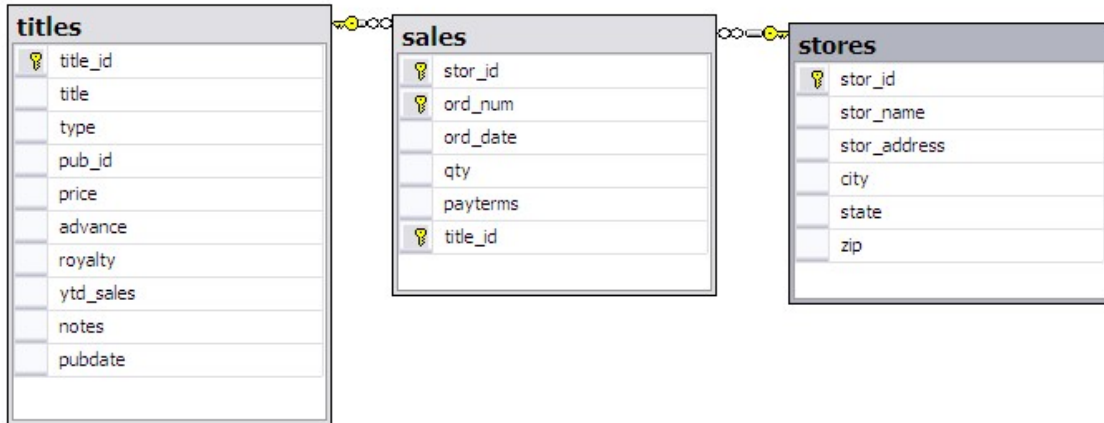 titles
title_id
title
type
pub_id
price
advance
royalty
ytd_sales
notes
pubdate
sales
stor_id
ord_num
ord_date
qty
payterms
title_id
stores
stor_id
stor_name
stor_address
city
state
zip